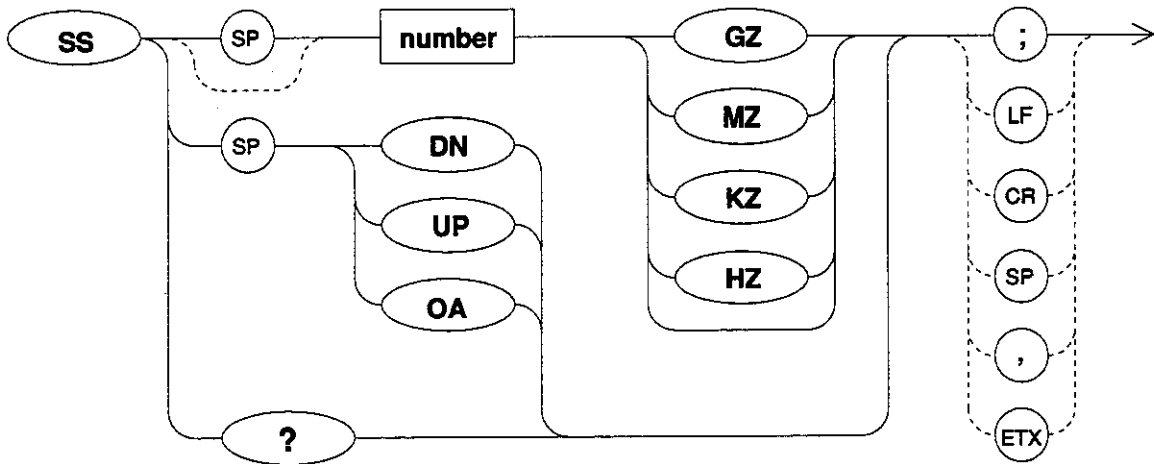 SS SP number GZ ;
MZ LF
SP DN
UP KZ CR
OA HZ SP
,
? ETX